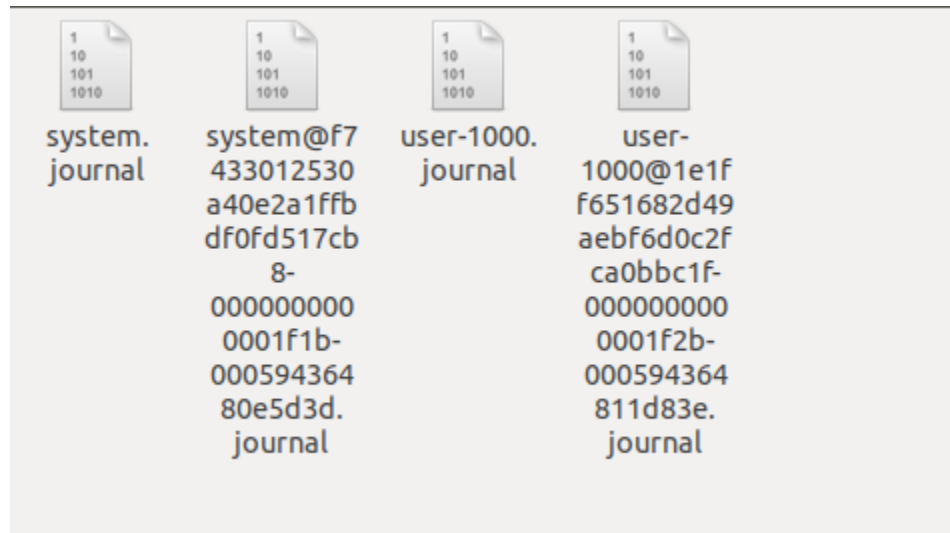 1
10
101
1010
system.
journal
1
10
101
1010
system@f7
433012530
a40e2a1ffb
df0fd517cb
8-
000000000
0001f1b-
000594364
80e5d3d.
journal
1
10
101
1010
user-1000.
journal
1
10
101
1010
user-
1000@1e1f
f651682d49
aebf6d0c2f
ca0bbc1f-
000000000
0001f2b-
000594364
811d83e.
journal